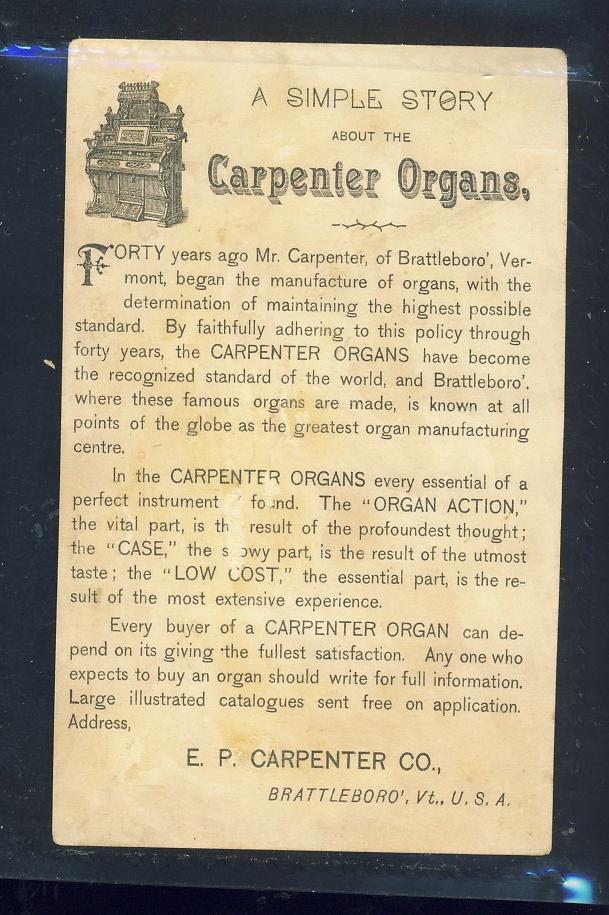 A SIMPLE STORY
ABOUT THE
Carpenter Organs.
FORTY years ago Mr. Carpenter, of Brattleboro', Ver-
mont, began the manufacture of organs, with the
determination of maintaining the highest possible
standard. By faithfully adhering to this policy through
forty years, the CARPENTER ORGANS have become
the recognized standard of the world, and Brattleboro',
where these famous organs are made, is known at all
points of the globe as the greatest organ manufacturing
centre.
In the CARPENTER ORGANS every essential of a
perfect instrument found. The "ORGAN ACTION,"
the vital part, is the result of the profoundest thought;
the "CASE," the showy part, is the result of the utmost
taste; the "LOW COST," the essential part, is the re-
sult of the most extensive experience.
Every buyer of a CARPENTER ORGAN can de-
pend on its giving the fullest satisfaction. Any one who
expects to buy an organ should write for full information.
Large illustrated catalogues sent free on application.
Address,
E. P. CARPENTER CO.,
BRATTLEBORO', Vt., U. S. A.